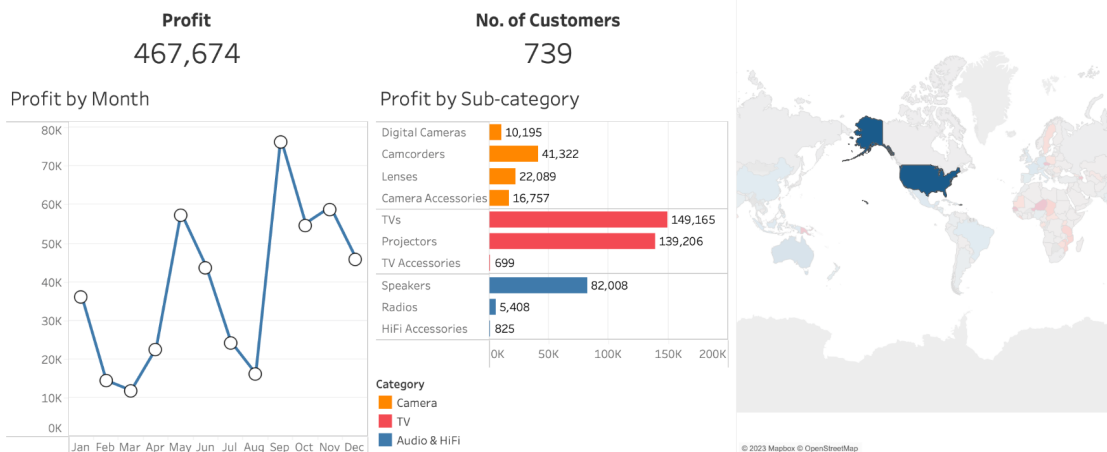 Profit
467,674
No. of Customers
739
Profit by Month
80K
70K
60K
50K
40K
30K
20K
10K
0K
Jan Feb Mar Apr May Jun Jul Aug Sep Oct Nov Dec
Profit by Sub-category
Digital Cameras 10,195
Camcorders 41,322
Lenses 22,089
Camera Accessories 16,757
TVs 149,165
Projectors 139,206
TV Accessories 699
Speakers 82,008
Radios 5,408
HiFi Accessories 825
0K 50K 100K 150K 200K
Category
Camera
TV
Audio & HiFi
© 2023 Mapbox © OpenStreetMap